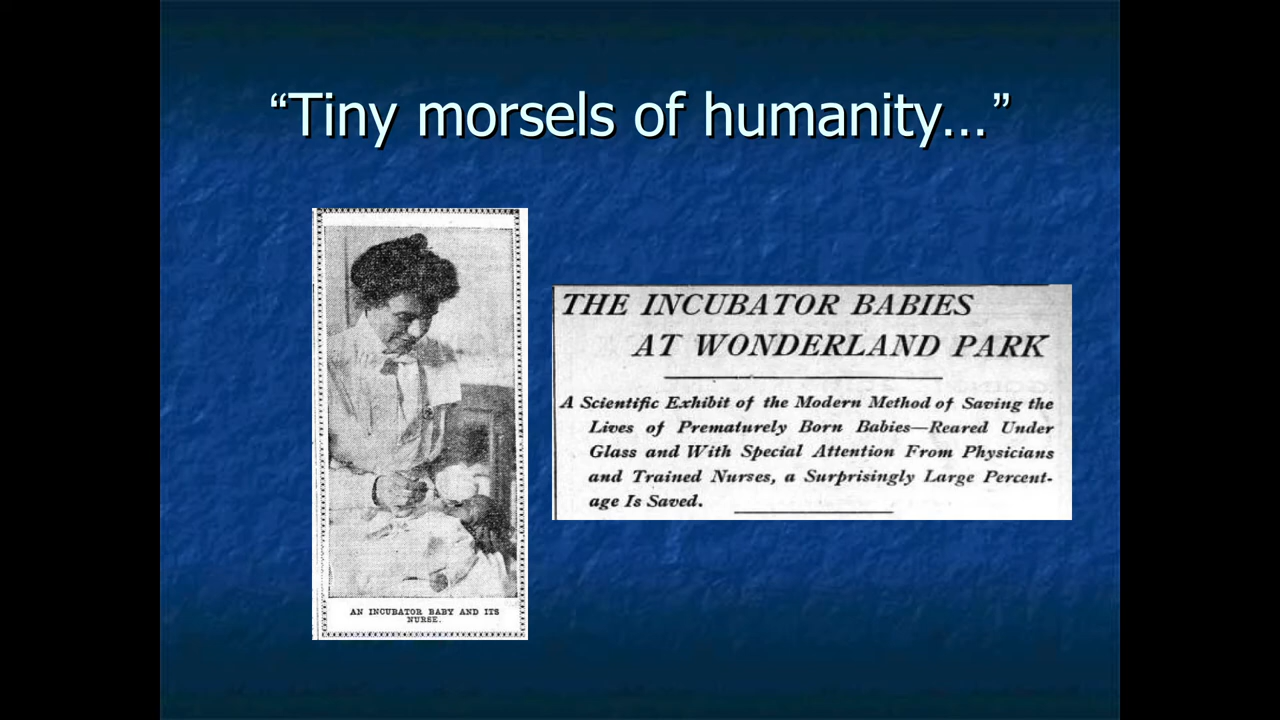 “Tiny morsels of humanity…”
AN INCUBATOR BABY AND ITS
NURSE.
THE INCUBATOR BABIES
AT WONDERLAND PARK
A Scientific Exhibit of the Modern Method of Saving the
Lives of Prematurely Born Babies—Reared Under
Glass and With Special Attention From Physicians
and Trained Nurses, a Surprisingly Large Percent-
age Is Saved.